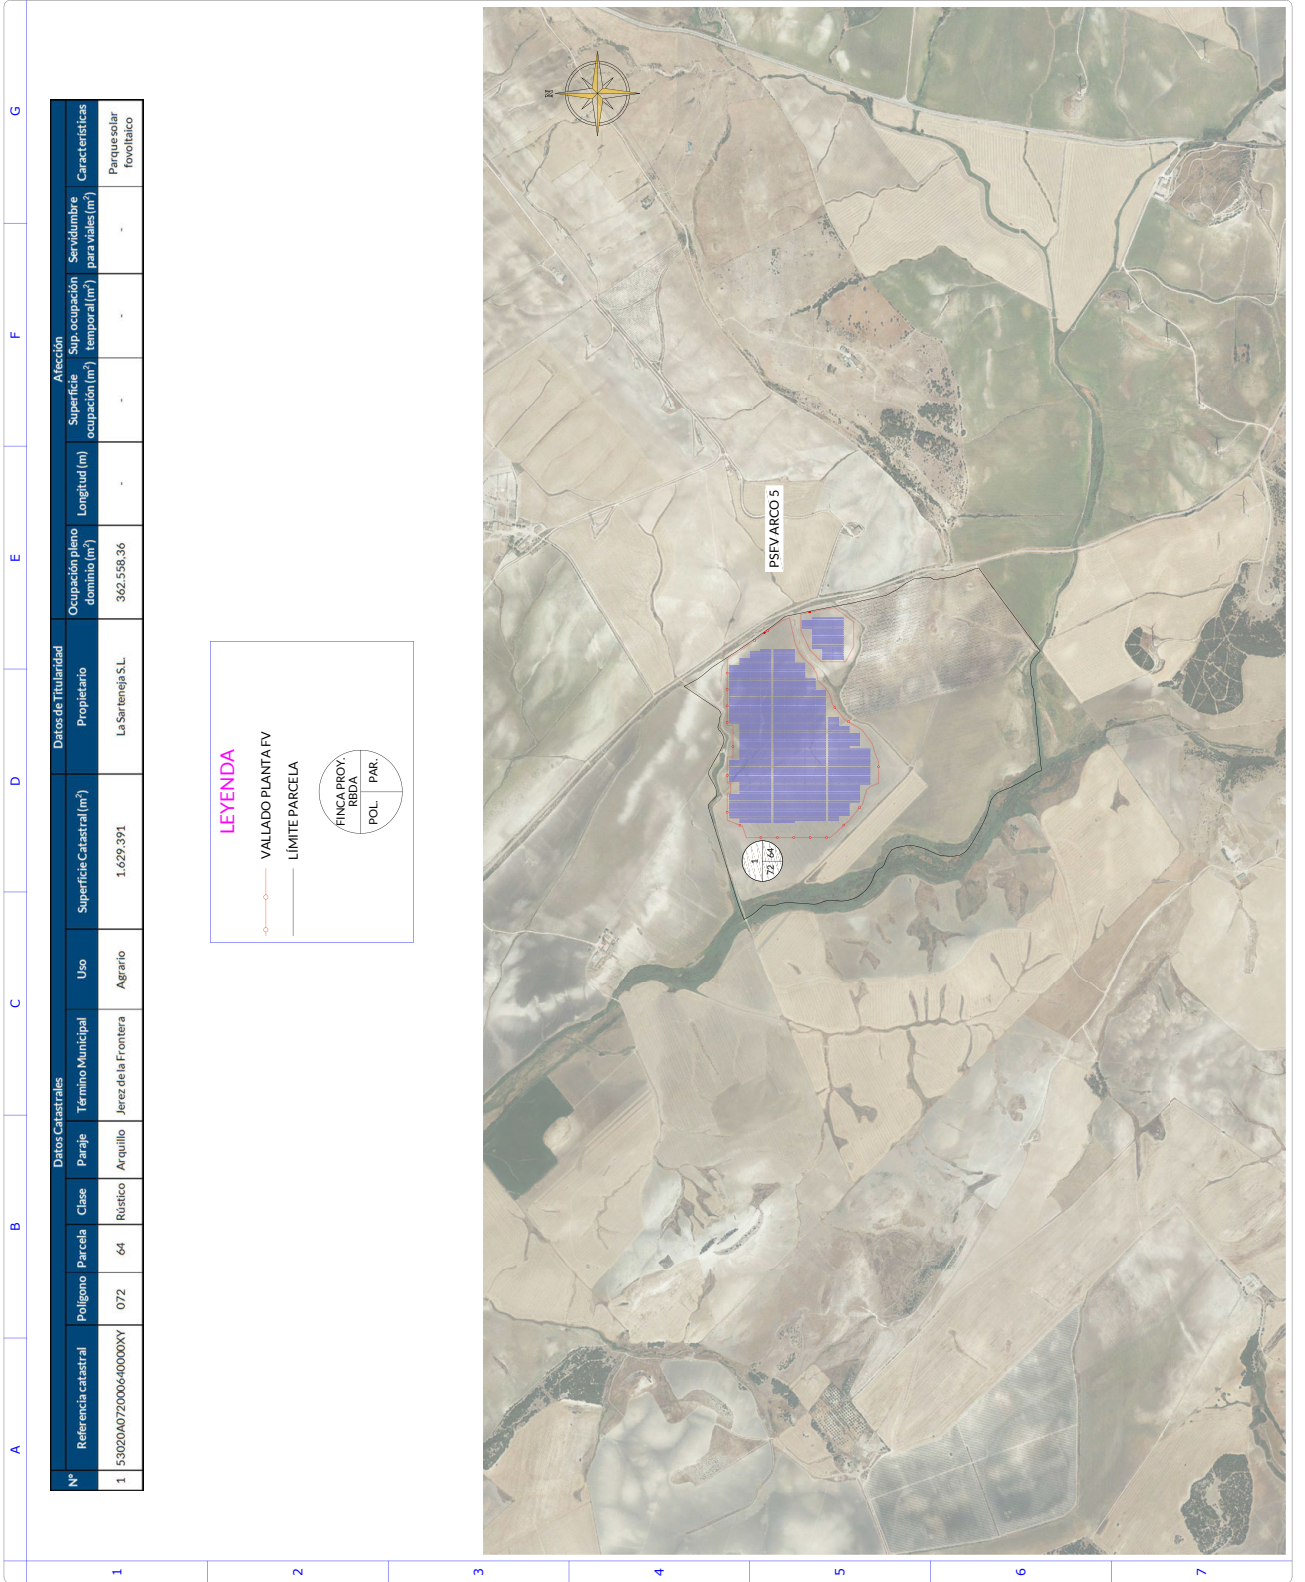 Datos Catastrales
Datos de Titularidad
Afección
Nº
Referencia catastral
Polígono
Parcela
Clase
Paraje
Término Municipal
Uso
Superficie Catastral (m²)
Propietario
Ocupación pleno
dominio (m²)
Longitud (m)
Superficie
ocupación (m²)
Sup. ocupación
temporal (m²)
Servidumbre
para viales (m²)
Características
1
53020A072000640000XY
072
64
Rústico
Arquillo
Jerez de la Frontera
Agrario
1.629.391
La Sarteneja S.L.
362.558,36
-
-
-
-
Parque solar
fovoltaico
LEYENDA
VALLADO PLANTA FV
LÍMITE PARCELA
FINCA PROY.
RBDA
POL.
PAR.
N
PSFV ARCO 5
1
72
64
A
B
C
D
E
F
G
1
2
3
4
5
6
7